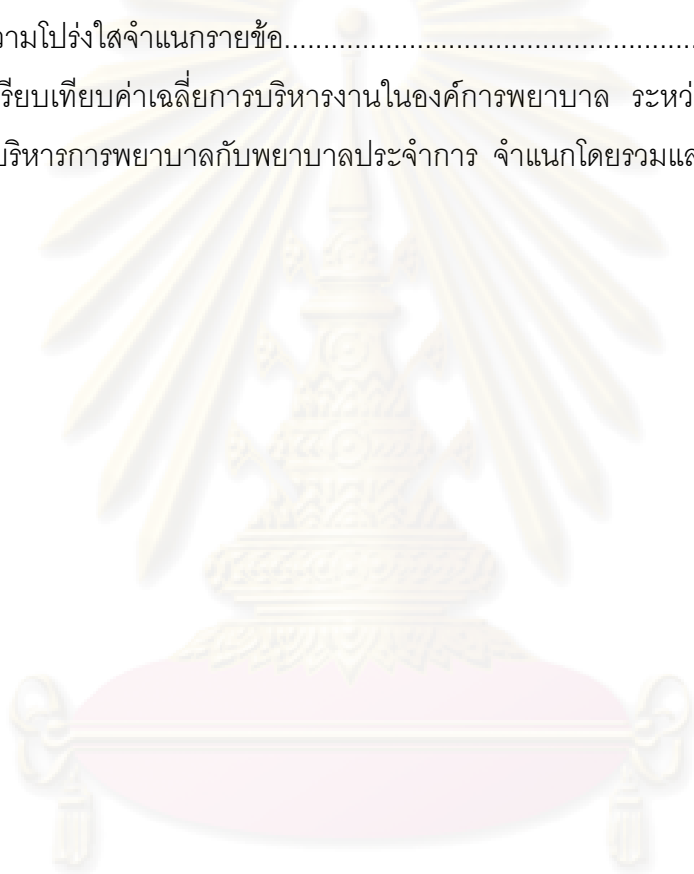 วามโปร่งใสจำแนกรายข้อ..................................................
รียบเทียบค่าเฉลี่ยการบริหารงานในองค์การพยาบาล ระหว่
บริหารการพยาบาลกับพยาบาลประจำการ จำแนกโดยรวมแล